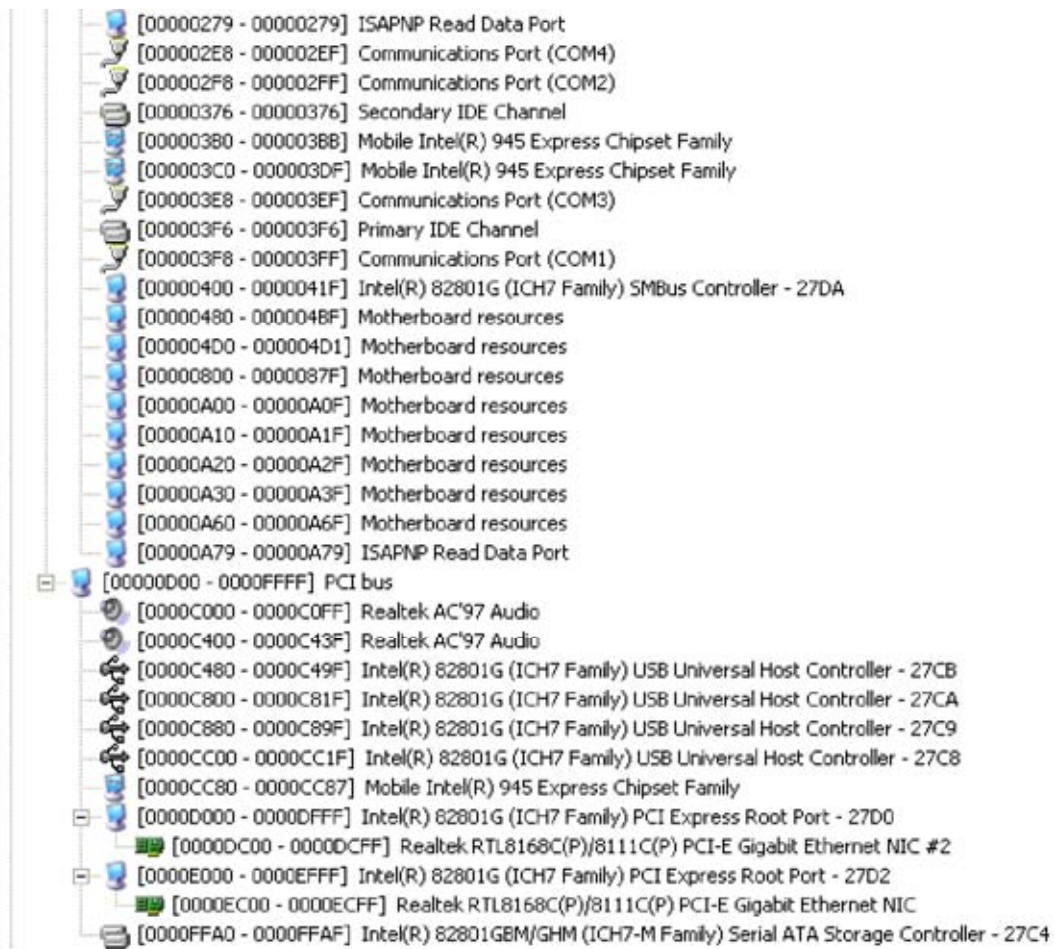 [00000279 - 00000279] ISAPNP Read Data Port
[000002E8 - 000002EF] Communications Port (COM4)
[000002F8 - 000002FF] Communications Port (COM2)
[00000376 - 00000376] Secondary IDE Channel
[000003B0 - 000003BB] Mobile Intel(R) 945 Express Chipset Family
[000003C0 - 000003DF] Mobile Intel(R) 945 Express Chipset Family
[000003E8 - 000003EF] Communications Port (COM3)
[000003F6 - 000003F6] Primary IDE Channel
[000003F8 - 000003FF] Communications Port (COM1)
[00000400 - 0000041F] Intel(R) 82801G (ICH7 Family) SMBus Controller - 27DA
[00000480 - 000004BF] Motherboard resources
[000004D0 - 000004D1] Motherboard resources
[00000800 - 0000087F] Motherboard resources
[00000A00 - 00000A0F] Motherboard resources
[00000A10 - 00000A1F] Motherboard resources
[00000A20 - 00000A2F] Motherboard resources
[00000A30 - 00000A3F] Motherboard resources
[00000A60 - 00000A6F] Motherboard resources
[00000A79 - 00000A79] ISAPNP Read Data Port
[00000D00 - 0000FFFF] PCI bus
[0000C000 - 0000C0FF] Realtek AC'97 Audio
[0000C400 - 0000C43F] Realtek AC'97 Audio
[0000C480 - 0000C49F] Intel(R) 82801G (ICH7 Family) USB Universal Host Controller - 27CB
[0000C800 - 0000C81F] Intel(R) 82801G (ICH7 Family) USB Universal Host Controller - 27CA
[0000C880 - 0000C89F] Intel(R) 82801G (ICH7 Family) USB Universal Host Controller - 27C9
[0000CC00 - 0000CC1F] Intel(R) 82801G (ICH7 Family) USB Universal Host Controller - 27C8
[0000CC80 - 0000CC87] Mobile Intel(R) 945 Express Chipset Family
[0000D000 - 0000DFFF] Intel(R) 82801G (ICH7 Family) PCI Express Root Port - 27D0
[0000DC00 - 0000DCFF] Realtek RTL8168C(P)/8111C(P) PCI-E Gigabit Ethernet NIC #2
[0000E000 - 0000EFFF] Intel(R) 82801G (ICH7 Family) PCI Express Root Port - 27D2
[0000EC00 - 0000ECFF] Realtek RTL8168C(P)/8111C(P) PCI-E Gigabit Ethernet NIC
[0000FFA0 - 0000FFAF] Intel(R) 82801GBM/GHM (ICH7-M Family) Serial ATA Storage Controller - 27C4